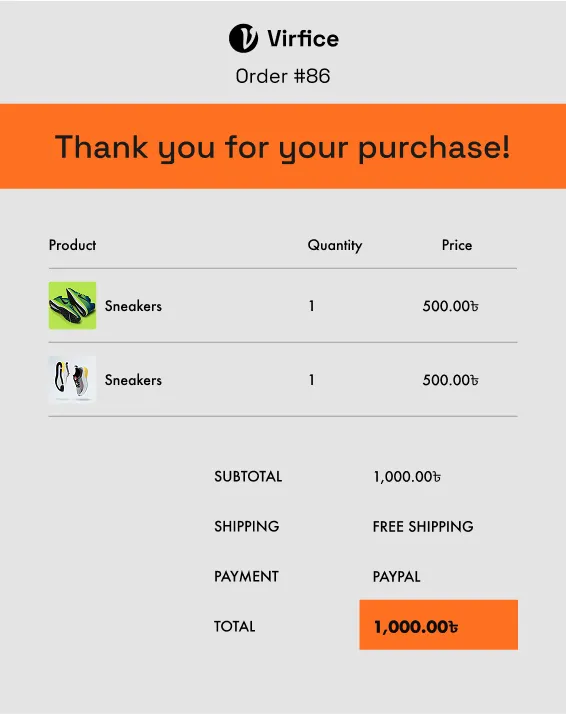 Virfice
Order #86
Thank you for your purchase!
Product Quantity Price
Sneakers 1 500.00৳
Sneakers 1 500.00৳
SUBTOTAL 1,000.00৳
SHIPPING FREE SHIPPING
PAYMENT PAYPAL
TOTAL 1,000.00৳